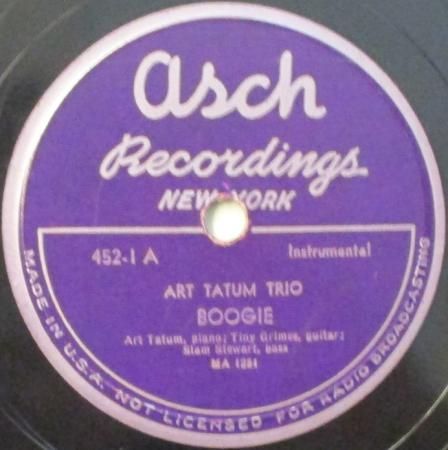 asch
Recordings
NEW YORK
452-1 A
Instrumental
ART TATUM TRIO
BOOGIE
Art Tatum, piano; Tiny Grimes, guitar;
Slam Stewart, bass
MA 1281
MADE IN U.S.A. NOT LICENSED FOR RADIO BROADCASTING